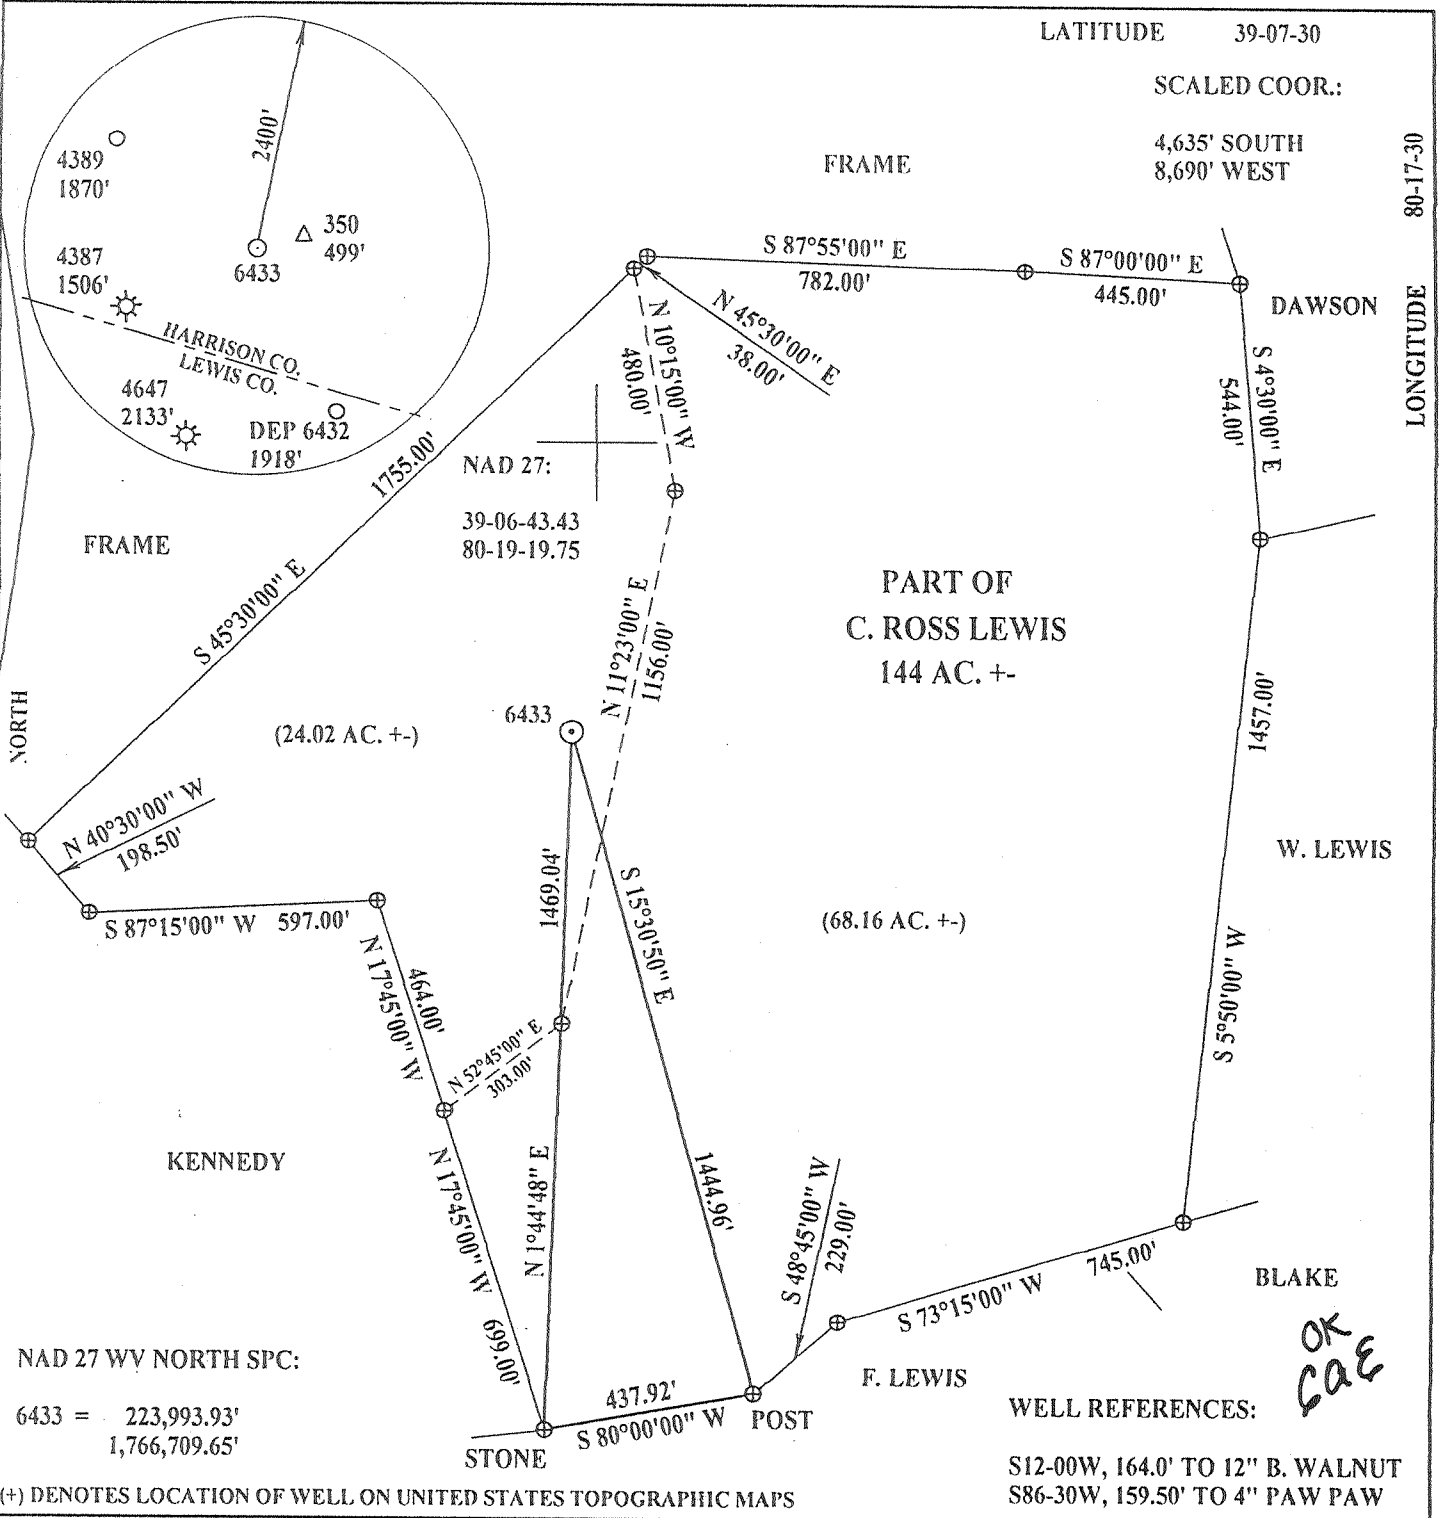 LATITUDE 39-07-30
SCALED COOR.:
4,635' SOUTH
8,690' WEST
80-17-30
LONGITUDE
2400'
4389
1870'
350
499'
4387
1506'
6433
HARRISON CO.
LEWIS CO.
4647
2133'
DEP 6432
1918'
FRAME
S 87°55'00" E
782.00'
S 87°00'00" E
445.00'
DAWSON
N 45°30'00" E
38.00'
N 10°15'00" W
480.00'
S 4°30'00" E
544.00'
1755.00'
S 45°30'00" E
NAD 27:
39-06-43.43
80-19-19.75
FRAME
N 11°23'00" E
1156.00'
PART OF
C. ROSS LEWIS
144 AC. +-
NORTH
6433
(24.02 AC. +-)
1457.00'
S 5°50'00" W
N 40°30'00" W
198.50'
W. LEWIS
S 87°15'00" W 597.00'
1469.04'
N 1°44'48" E
S 15°30'50" E
1444.96'
(68.16 AC. +-)
464.00'
N 17°45'00" W
N 52°45'00" E
303.00'
KENNEDY
N 17°45'00" W 699.00'
S 48°45'00" W
229.00'
S 73°15'00" W 745.00'
BLAKE
OK
CAE
F. LEWIS
437.92'
S 80°00'00" W
POST
STONE
NAD 27 WV NORTH SPC:
6433 = 223,993.93'
1,766,709.65'
WELL REFERENCES:
S12-00W, 164.0' TO 12" B. WALNUT
S86-30W, 159.50' TO 4" PAW PAW
(+) DENOTES LOCATION OF WELL ON UNITED STATES TOPOGRAPHIC MAPS